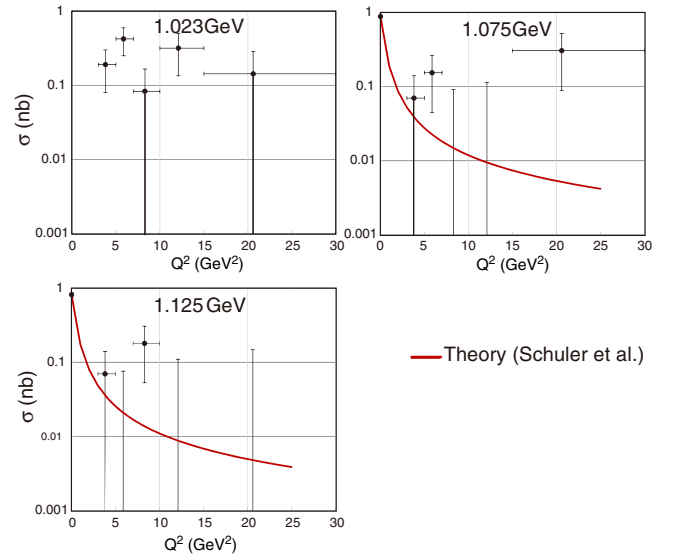 1.023GeV
1
0.1
0.01
0.001
σ (nb)
0 5 10 15 20 25 30
Q² (GeV²)
1.075GeV
1
0.1
0.01
0.001
0 5 10 15 20 25 30
Q² (GeV²)
1.125GeV
1
0.1
0.01
0.001
σ (nb)
0 5 10 15 20 25 30
Q² (GeV²)
Theory (Schuler et al.)